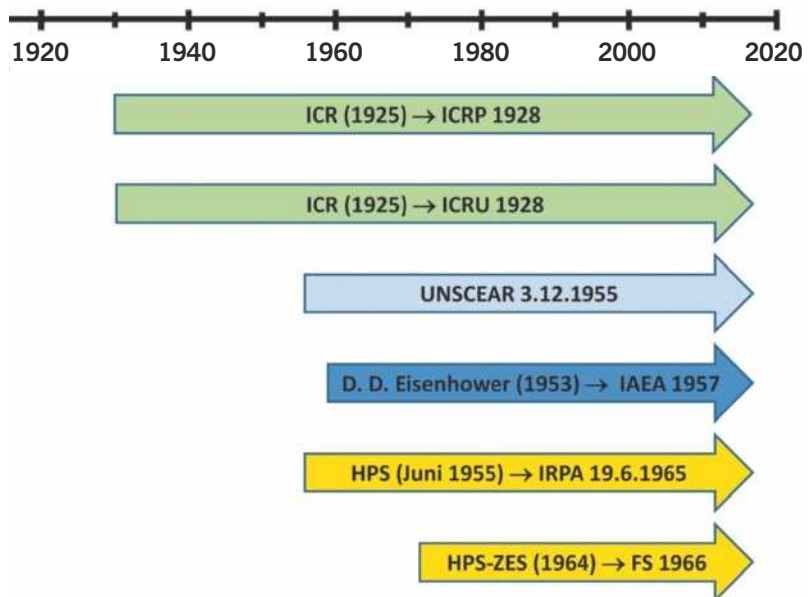 1920 1940 1960 1980 2000 2020
ICR (1925) → ICRP 1928
ICR (1925) → ICRU 1928
UNSCEAR 3.12.1955
D. D. Eisenhower (1953) → IAEA 1957
HPS (Juni 1955) → IRPA 19.6.1965
HPS-ZES (1964) → FS 1966